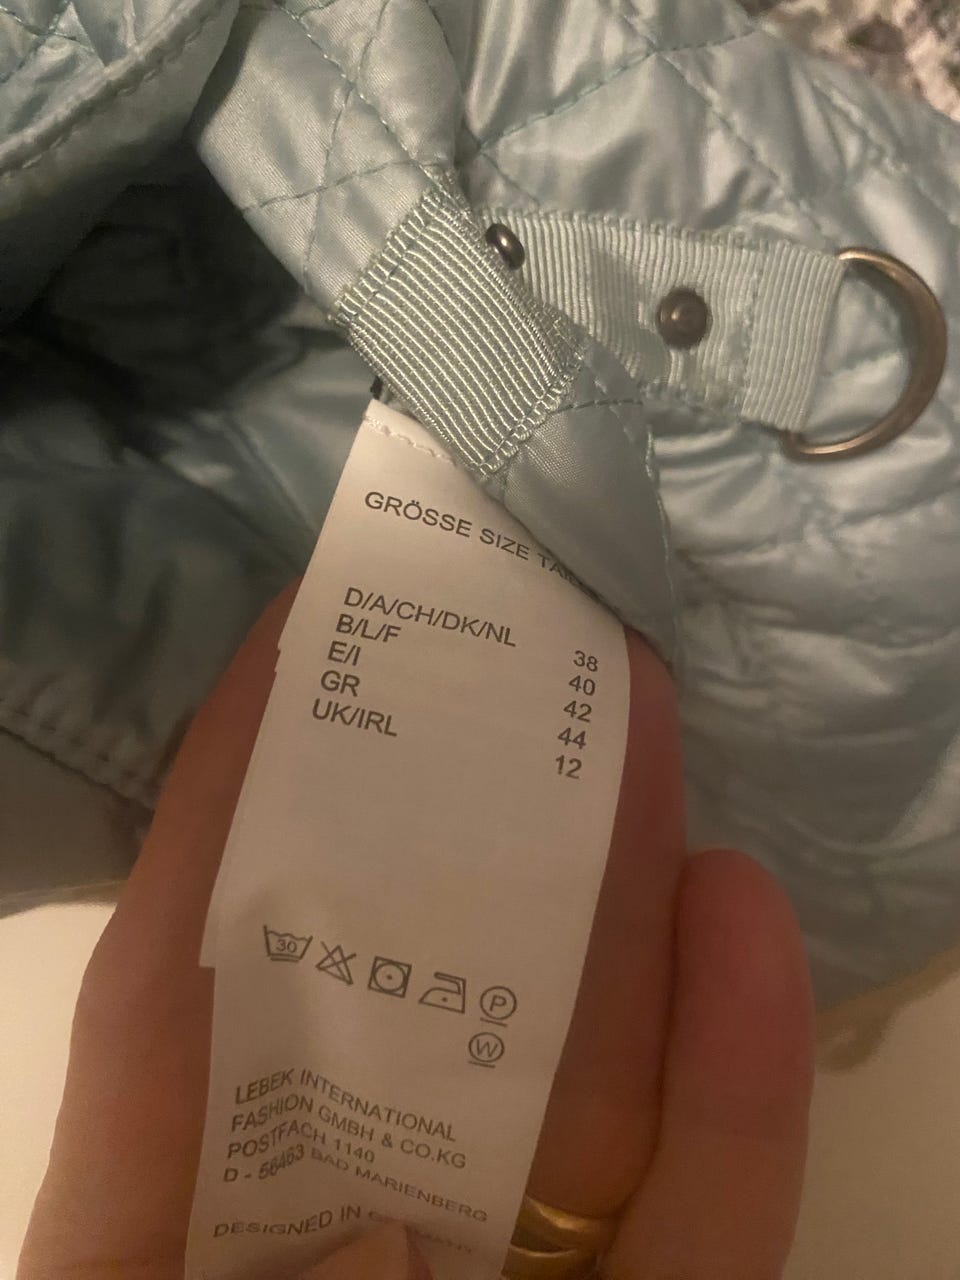 GRÖSSE SIZE
D/A/CH/DK/NL 38
B/L/F 40
E/I 42
GR 44
UK/IRL 12
30
P
W
LEBEK INTERNATIONAL
FASHION GMBH & CO.KG
POSTFACH 1140
D - 56463 BAD MARIENBERG
DESIGNED IN